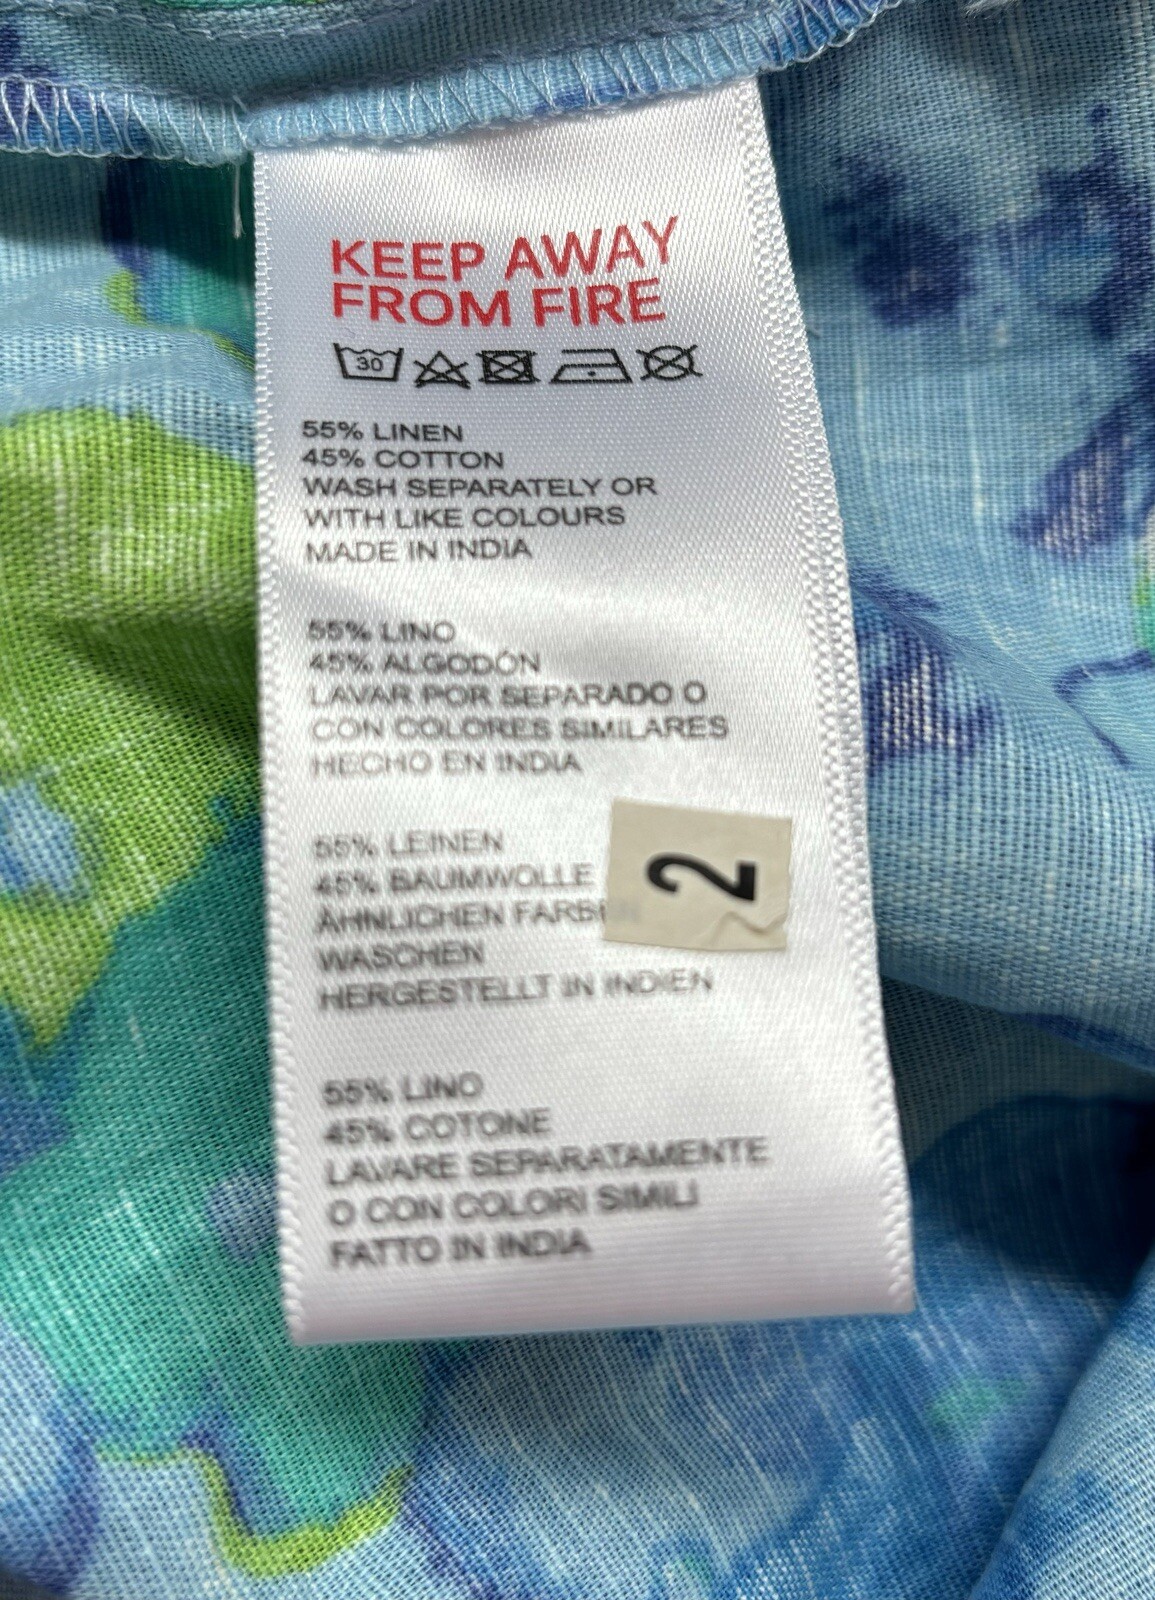 KEEP AWAY
FROM FIRE
30
55% LINEN
45% COTTON
WASH SEPARATELY OR
WITH LIKE COLOURS
MADE IN INDIA
55% LINO
45% ALGODÓN
LAVAR POR SEPARADO O
CON COLORES SIMILARES
HECHO EN INDIA
55% LEINEN
45% BAUMWOLLE
ÄHNLICHEN FARBEN
WASCHEN
HERGESTELLT IN INDIEN
2
55% LINO
45% COTONE
LAVARE SEPARATAMENTE
O CON COLORI SIMILI
FATTO IN INDIA